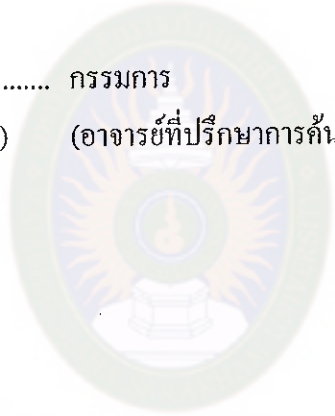 ........ กรรมการ
) (อาจารย์ที่ปรึกษาการค้น